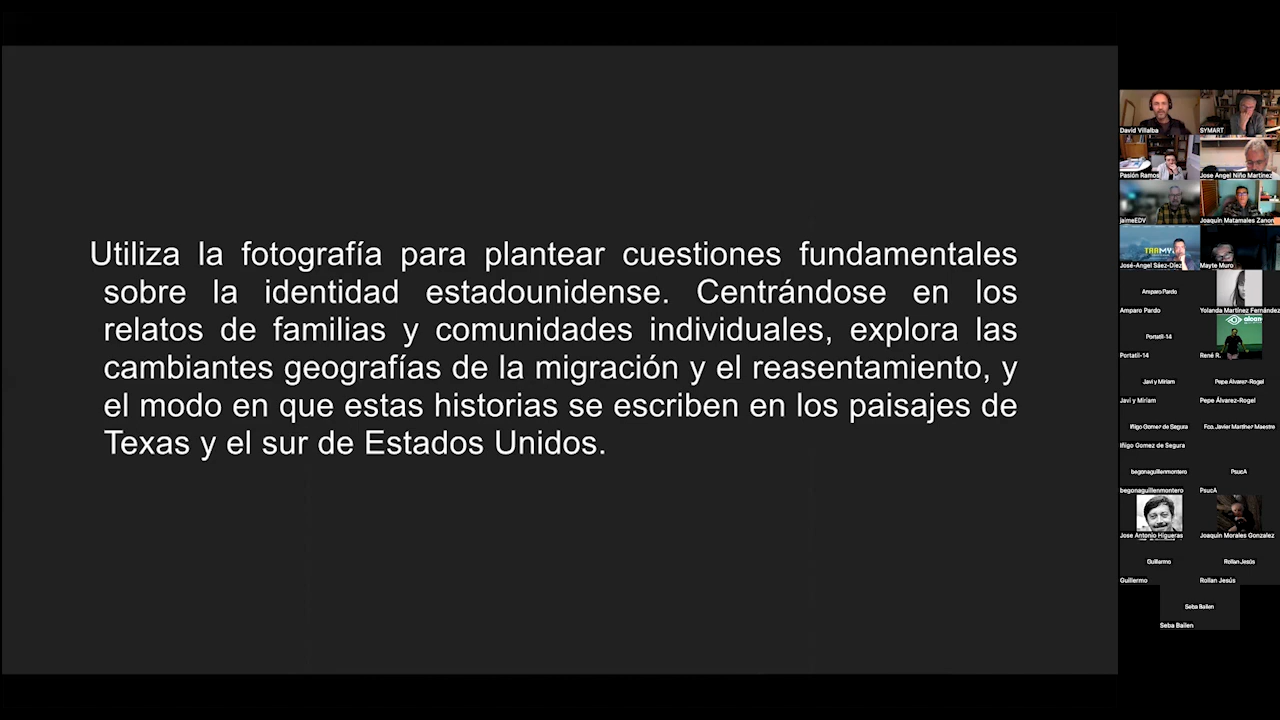 Utiliza la fotografía para plantear cuestiones fundamentales
sobre la identidad estadounidense. Centrándose en los
relatos de familias y comunidades individuales, explora las
cambiantes geografías de la migración y el reasentamiento, y
el modo en que estas historias se escriben en los paisajes de
Texas y el sur de Estados Unidos.
David Villalba
SYMART
Pasión Ramos
Jose Angel Niño Martínez
jaimeEDV
Joaquin Matamales Zanon
José-Angel Sáez-Díez
Mayte Muro
Amparo Pardo
Amparo Pardo
Yolanda Martínez Fernández
Portatil-14
Portatil-14
René R.
Javi y Miriam
Pepe Álvarez-Rogel
Javi y Miriam
Pepe Álvarez-Rogel
Iñigo Gomez de Segura
Fco. Javier Martínez Maestre
Iñigo Gomez de Segura
begonaguillenmontero
PsucA
begonaguillenmontero
PsucA
Jose Antonio Higueras
Joaquin Morales Gonzalez
Guillermo
Rollan Jesús
Guillermo
Rollan Jesús
Seba Bailen
Seba Bailen